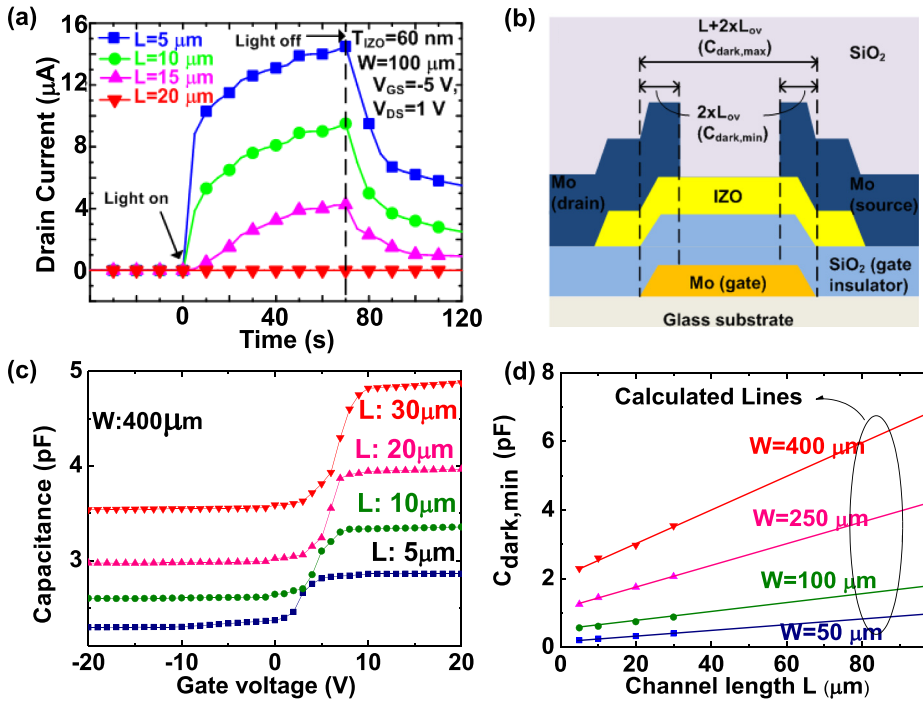 (a)
L=5 μm
L=10 μm
L=15 μm
L=20 μm
Light off
T_IZO=60 nm
W=100 μm
V_GS=-5 V,
V_DS=1 V
Light on
Drain Current (μA)
16
12
8
4
0
0 40 80 120
Time (s)
(b)
L+2xL_ov
(C_dark,max)
SiO₂
2xL_ov
(C_dark,min)
Mo
(drain)
IZO
Mo
(source)
SiO₂ (gate
insulator)
Mo (gate)
Glass substrate
(c)
W:400μm
L: 30μm
L: 20μm
L: 10μm
L: 5μm
Capacitance (pF)
5
4
3
-20 -10 0 10 20
Gate voltage (V)
(d)
Calculated Lines
W=400 μm
W=250 μm
W=100 μm
W=50 μm
C_dark,min (pF)
8
6
4
2
0
0 20 40 60 80
Channel length L (μm)